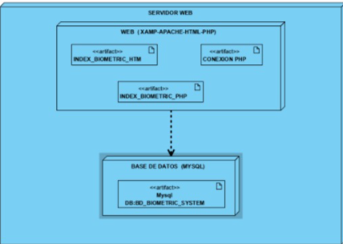 SERVIDOR WEB
WEB (XAMP-APACHE-HTML-PHP)
<<artifact>>
INDEX_BIOMETRIC_HTM
<<artifact>>
CONEXION PHP
<<artifact>>
INDEX_BIOMETRIC_PHP
BASE DE DATOS (MYSQL)
<<artifact>>
Mysql
DB:BD_BIOMETRIC_SYSTEM